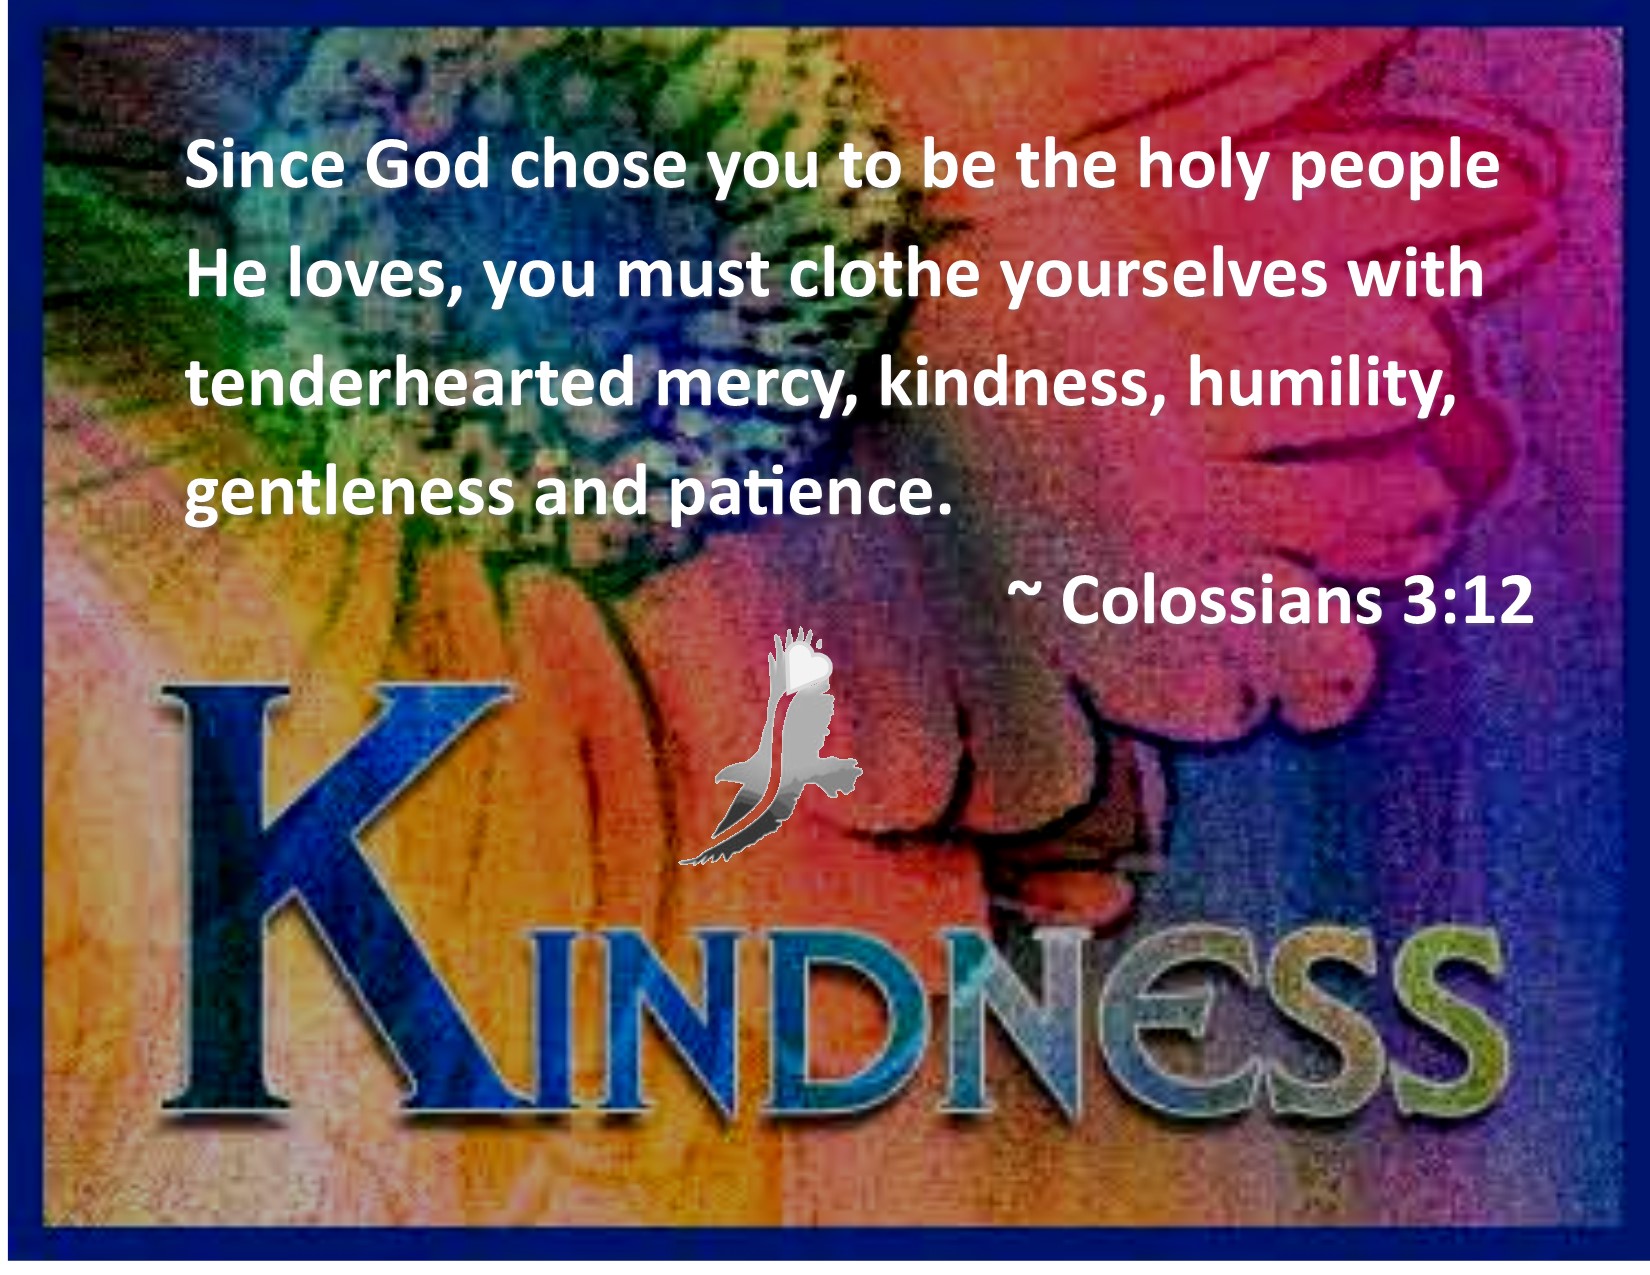 Since God chose you to be the holy people
He loves, you must clothe yourselves with
tenderhearted mercy, kindness, humility,
gentleness and patience.
~ Colossians 3:12
KINDNESS